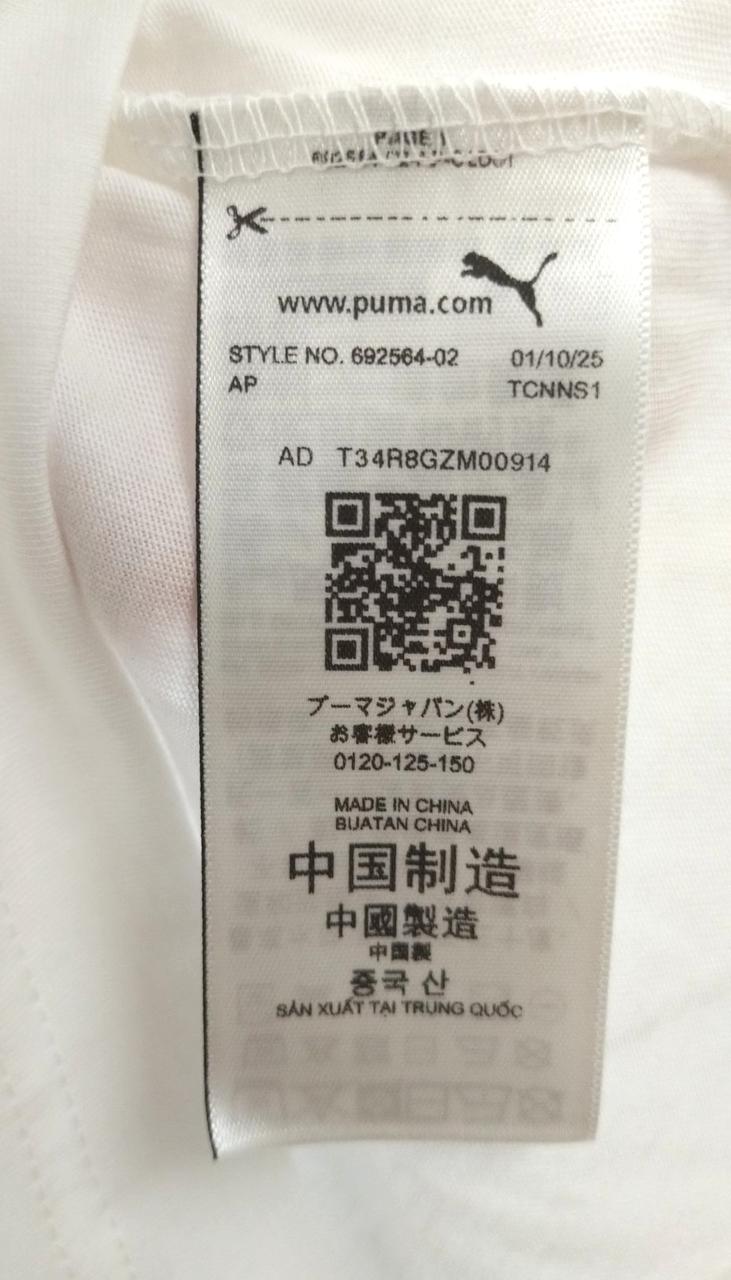 www.puma.com
STYLE NO. 692564-02 01/10/25
AP TCNNS1
AD T34R8GZM00914
プーマジャパン(株)
お客様サービス
0120-125-150
MADE IN CHINA
BUATAN CHINA
中国制造
中國製造
中国製
중국 산
SẢN XUẤT TẠI TRUNG QUỐC